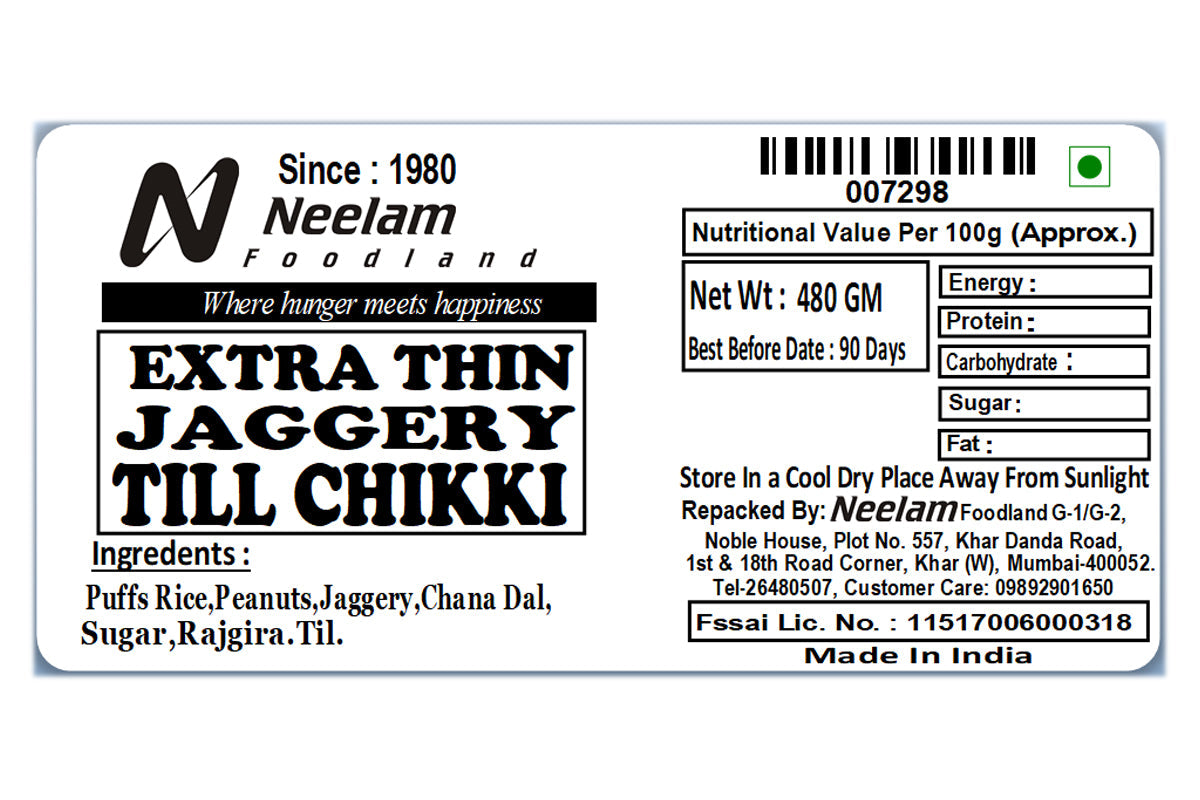 Since : 1980
Neelam
Foodland
Where hunger meets happiness
EXTRA THIN
JAGGERY
TILL CHIKKI
Ingredents :
Puffs Rice,Peanuts,Jaggery,Chana Dal,
Sugar,Rajgira.Til.
007298
Nutritional Value Per 100g (Approx.)
Net Wt : 480 GM
Best Before Date : 90 Days
Energy :
Protein :
Carbohydrate :
Sugar :
Fat :
Store In a Cool Dry Place Away From Sunlight
Repacked By: Neelam Foodland G-1/G-2,
Noble House, Plot No. 557, Khar Danda Road,
1st & 18th Road Corner, Khar (W), Mumbai-400052.
Tel-26480507, Customer Care: 09892901650
Fssai Lic. No. : 11517006000318
Made In India